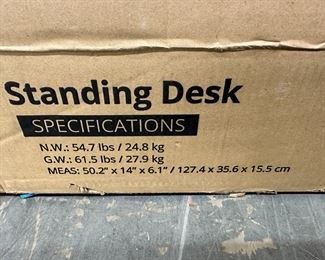 Standing Desk
SPECIFICATIONS
N.W.: 54.7 lbs / 24.8 kg
G.W.: 61.5 lbs / 27.9 kg
MEAS: 50.2" x 14" x 6.1" / 127.4 x 35.6 x 15.5 cm